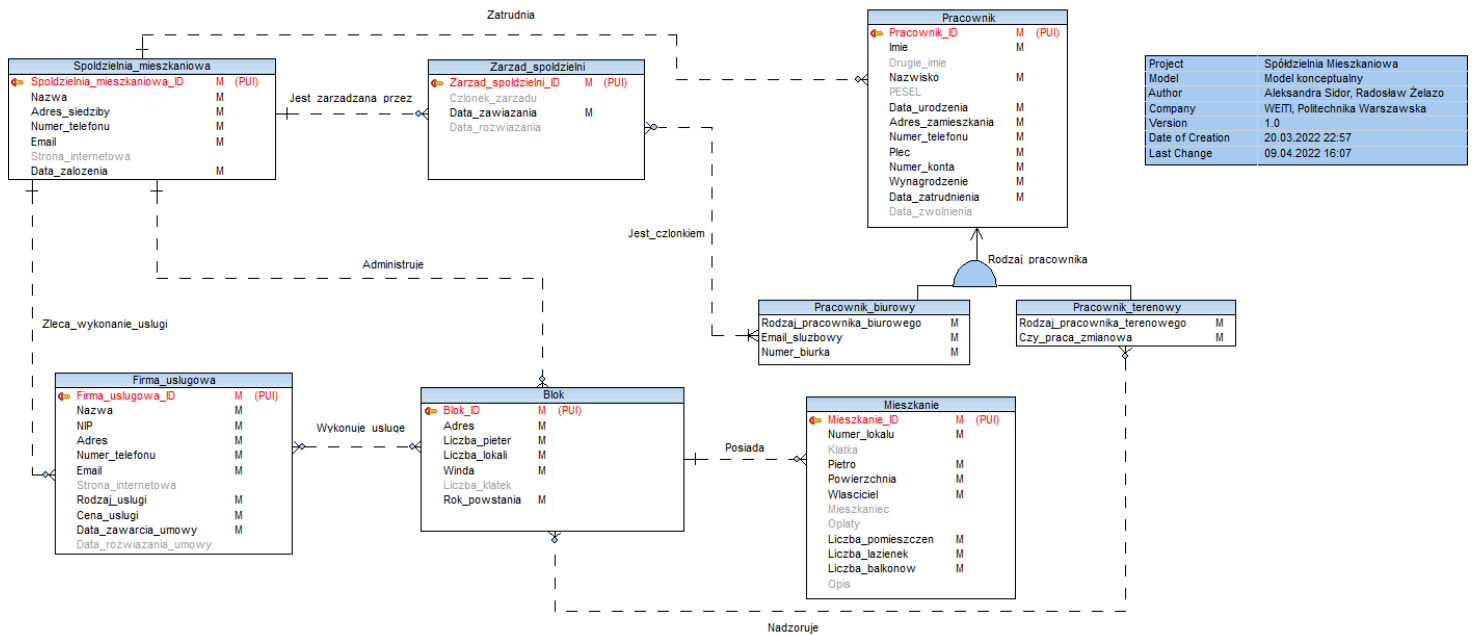 Zatrudnia
Spoldzielnia_mieszkaniowa
Spoldzielnia_mieszkaniowa_ID M (PUI)
Nazwa M
Adres_siedziby M
Numer_telefonu M
Email M
Strona_internetowa
Data_zalozenia M
Jest zarzadzana przez
Zarzad_spoldzielni
Zarzad_spoldzielni_ID M (PUI)
Czlonek_zarzadu
Data_zawiazania M
Data_rozwiazania
Pracownik
Pracownik_ID M (PUI)
Imie M
Drugie_imie
Nazwisko M
PESEL
Data_urodzenia M
Adres_zamieszkania M
Numer_telefonu M
Plec M
Numer_konta M
Wynagrodzenie M
Data_zatrudnienia M
Data_zwolnienia
Project Spółdzielnia Mieszkaniowa
Model Model konceptualny
Author Aleksandra Sidor, Radosław Żelazo
Company WEiTI, Politechnika Warszawska
Version 1.0
Date of Creation 20.03.2022 22:57
Last Change 09.04.2022 16:07
Jest_czlonkiem
Administruje
Rodzaj pracownika
Zleca_wykonanie_uslugi
Pracownik_biurowy
Rodzaj_pracownika_biurowego M
Email_sluzbowy M
Numer_biurka M
Pracownik_terenowy
Rodzaj_pracownika_terenowego M
Czy_praca_zmianowa M
Firma_uslugowa
Firma_uslugowa_ID M (PUI)
Nazwa M
NIP M
Adres M
Numer_telefonu M
Email M
Strona_internetowa
Rodzaj_uslugi M
Cena_uslugi M
Data_zawarcia_umowy M
Data_rozwiazania_umowy
Wykonuje usluge
Blok
Blok_ID M (PUI)
Adres M
Liczba_pieter M
Liczba_lokali M
Winda M
Liczba_klatek
Rok_powstania M
Posiada
Mieszkanie
Mieszkanie_ID M (PUI)
Numer_lokalu M
Klatka
Pietro M
Powierzchnia M
Wlasciciel M
Mieszkaniec
Oplaty
Liczba_pomieszczen M
Liczba_lazienek M
Liczba_balkonow M
Opis
Nadzoruje